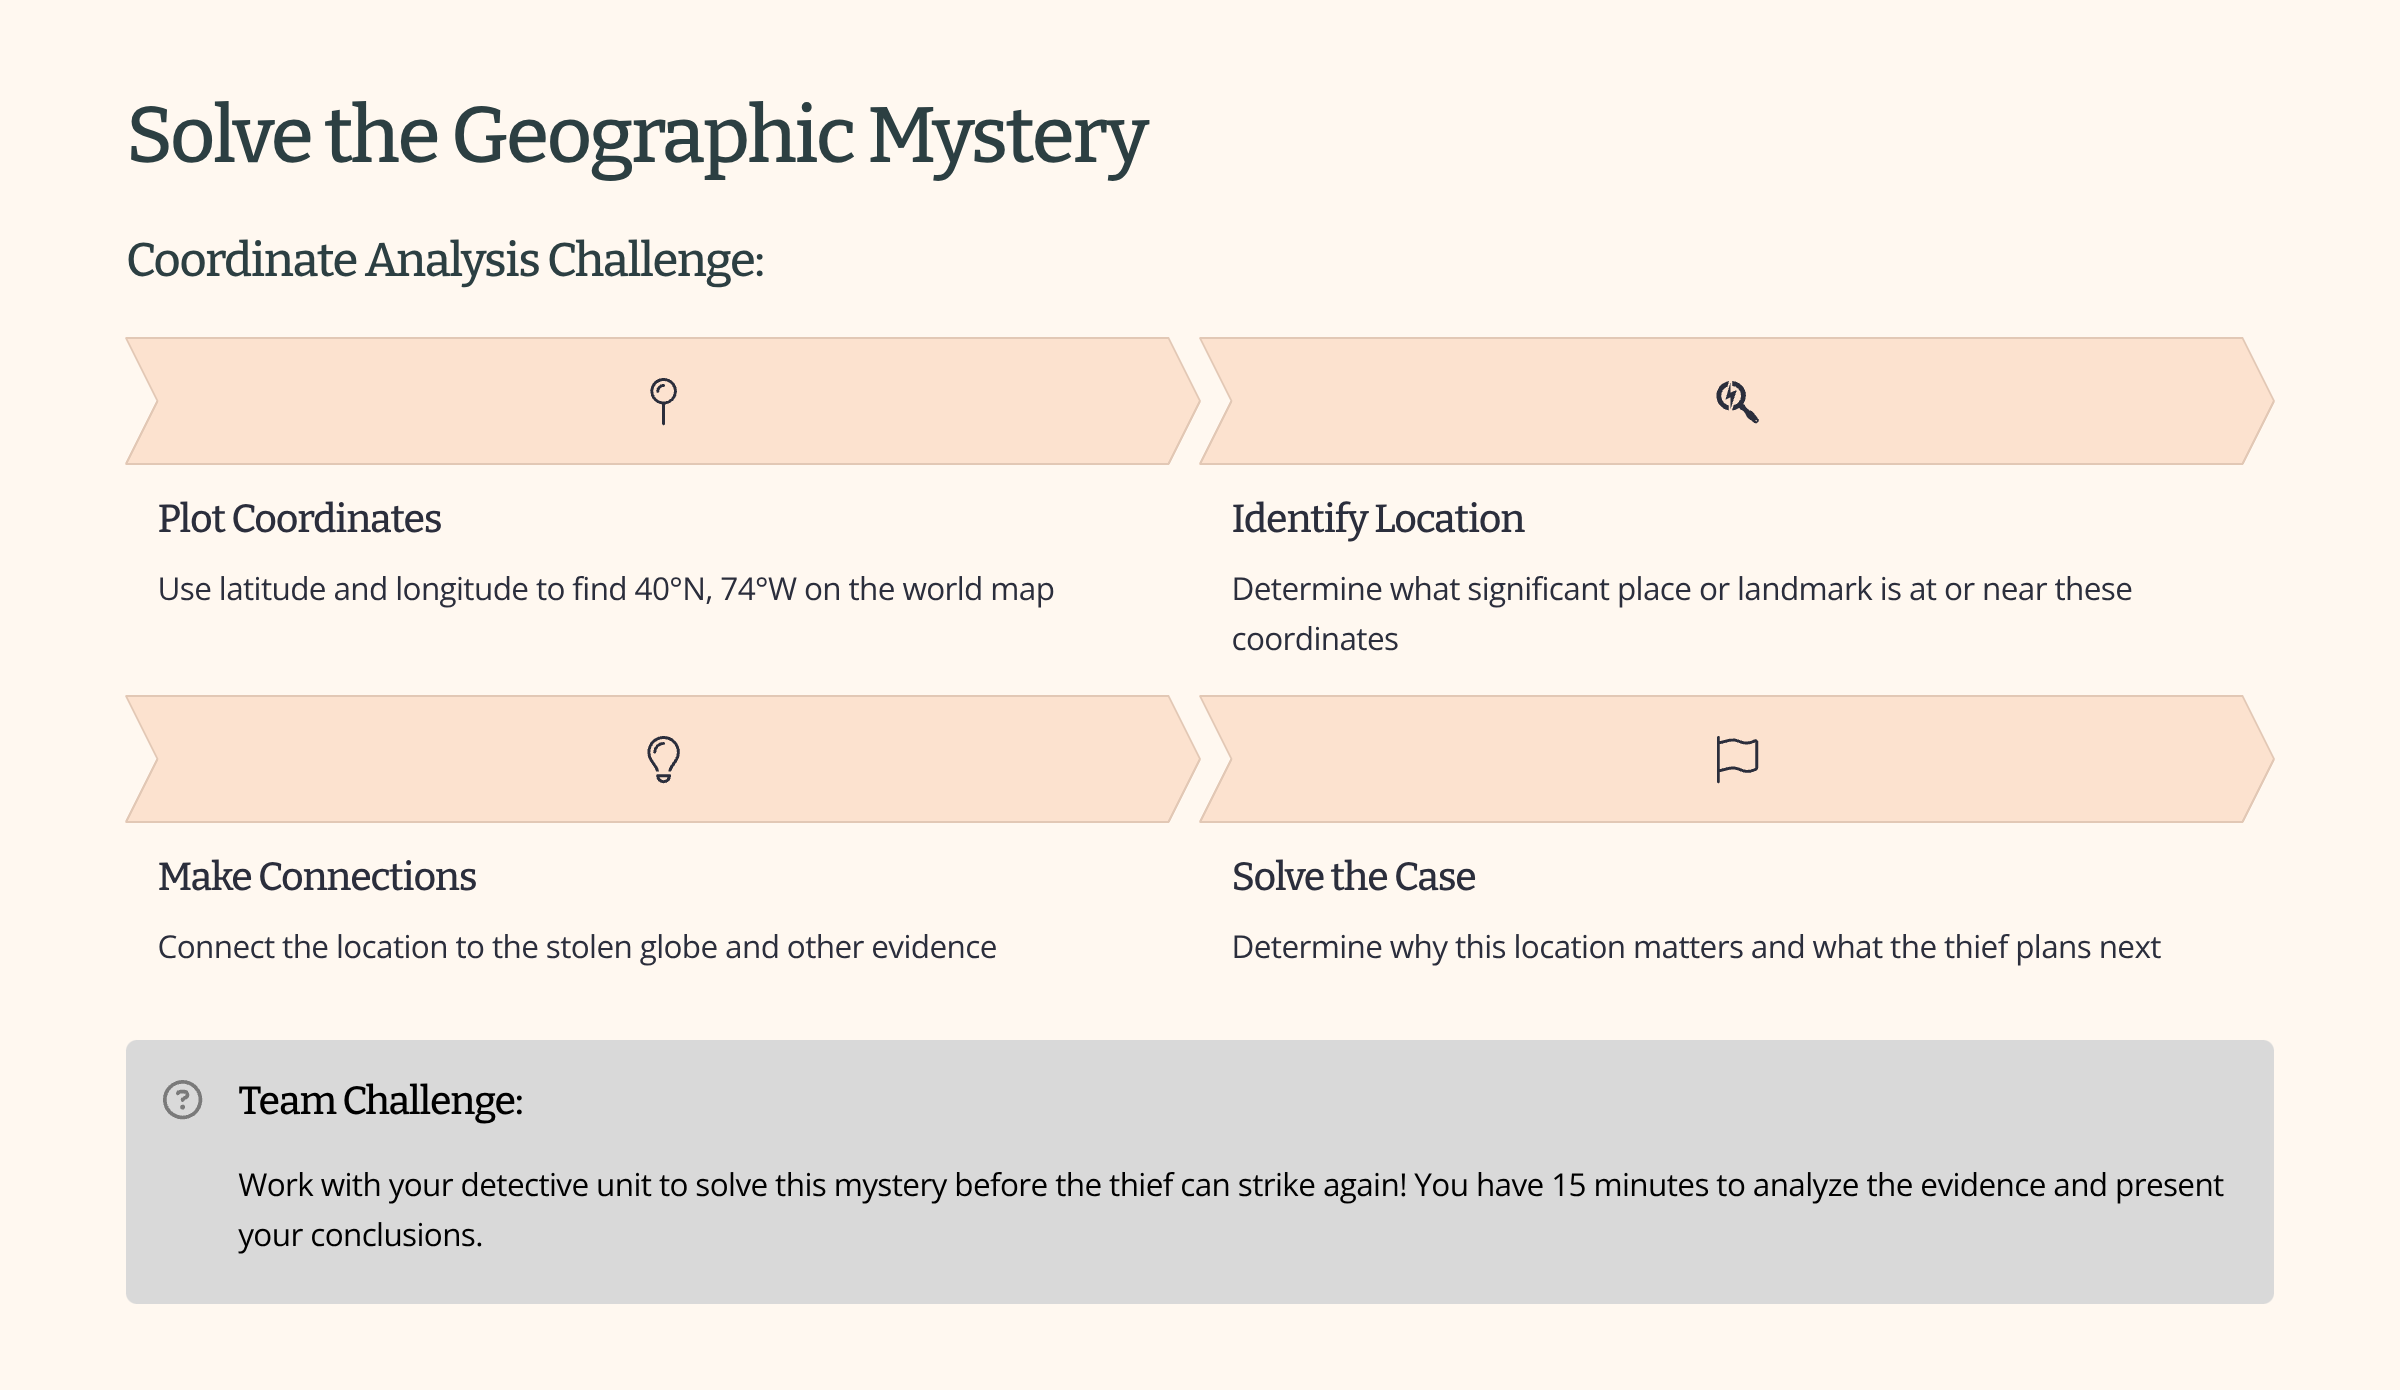 Solve the Geographic Mystery
Coordinate Analysis Challenge:
Plot Coordinates
Use latitude and longitude to find 40°N, 74°W on the world map
Identify Location
Determine what significant place or landmark is at or near these
coordinates
Make Connections
Connect the location to the stolen globe and other evidence
Solve the Case
Determine why this location matters and what the thief plans next
Team Challenge:
Work with your detective unit to solve this mystery before the thief can strike again! You have 15 minutes to analyze the evidence and present
your conclusions.